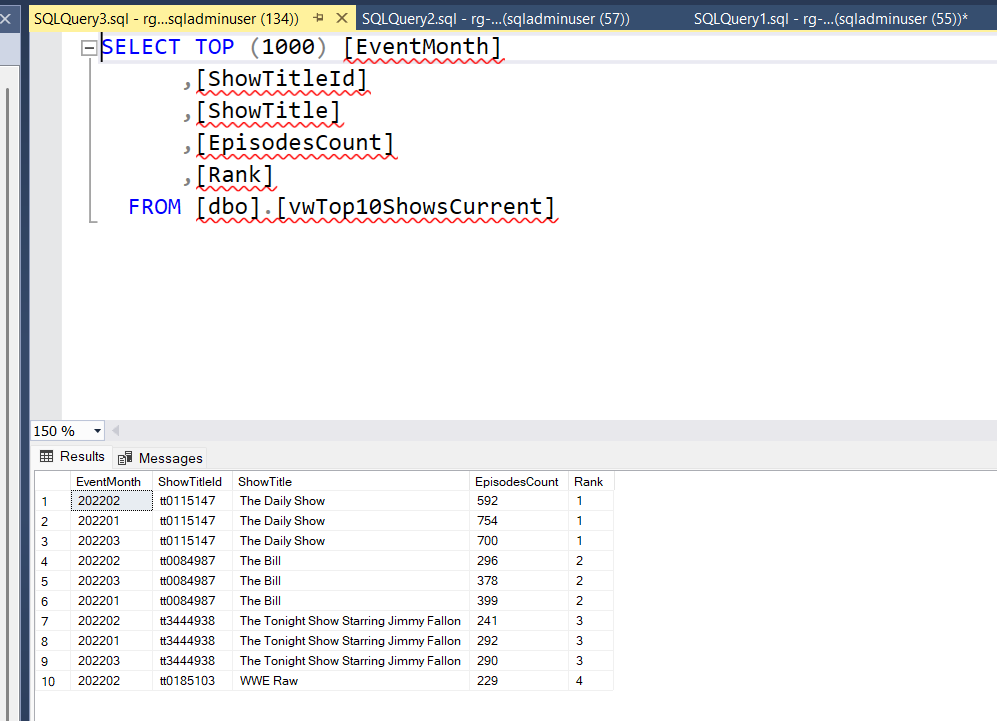 SQLQuery3.sql - rg...sqladminuser (134)) SQLQuery2.sql - rg-...(sqladminuser (57)) SQLQuery1.sql - rg-...(sqladminuser (55))*
SELECT TOP (1000) [EventMonth]
,[ShowTitleId]
,[ShowTitle]
,[EpisodesCount]
,[Rank]
FROM [dbo].[vwTop10ShowsCurrent]
150 %
Results Messages
EventMonth ShowTitleId ShowTitle EpisodesCount Rank
1 202202 tt0115147 The Daily Show 592 1
2 202201 tt0115147 The Daily Show 754 1
3 202203 tt0115147 The Daily Show 700 1
4 202202 tt0084987 The Bill 296 2
5 202203 tt0084987 The Bill 378 2
6 202201 tt0084987 The Bill 399 2
7 202202 tt3444938 The Tonight Show Starring Jimmy Fallon 241 3
8 202201 tt3444938 The Tonight Show Starring Jimmy Fallon 292 3
9 202203 tt3444938 The Tonight Show Starring Jimmy Fallon 290 3
10 202202 tt0185103 WWE Raw 229 4